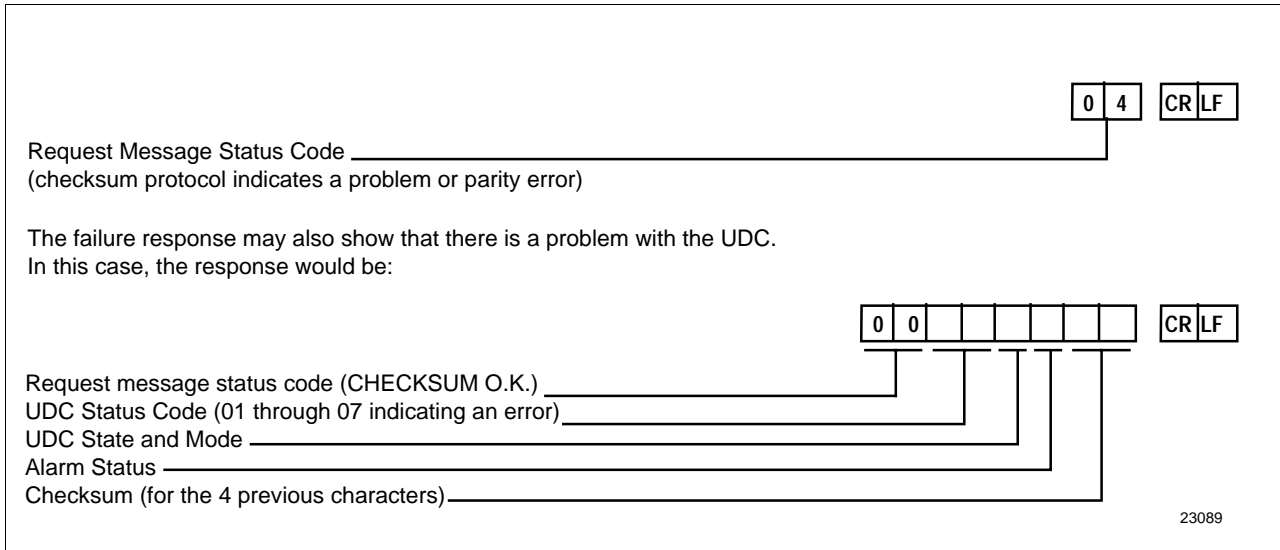 0 4 CR LF
Request Message Status Code
(checksum protocol indicates a problem or parity error)
The failure response may also show that there is a problem with the UDC.
In this case, the response would be:
0 0 CR LF
Request message status code (CHECKSUM O.K.)
UDC Status Code (01 through 07 indicating an error)
UDC State and Mode
Alarm Status
Checksum (for the 4 previous characters)
23089